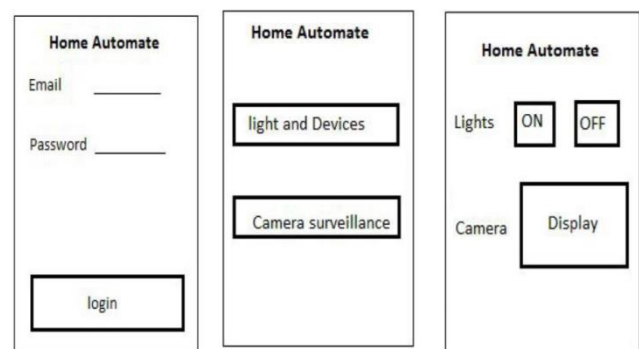 Home Automate
Email
Password
login
Home Automate
light and Devices
Camera surveillance
Home Automate
Lights ON OFF
Camera Display